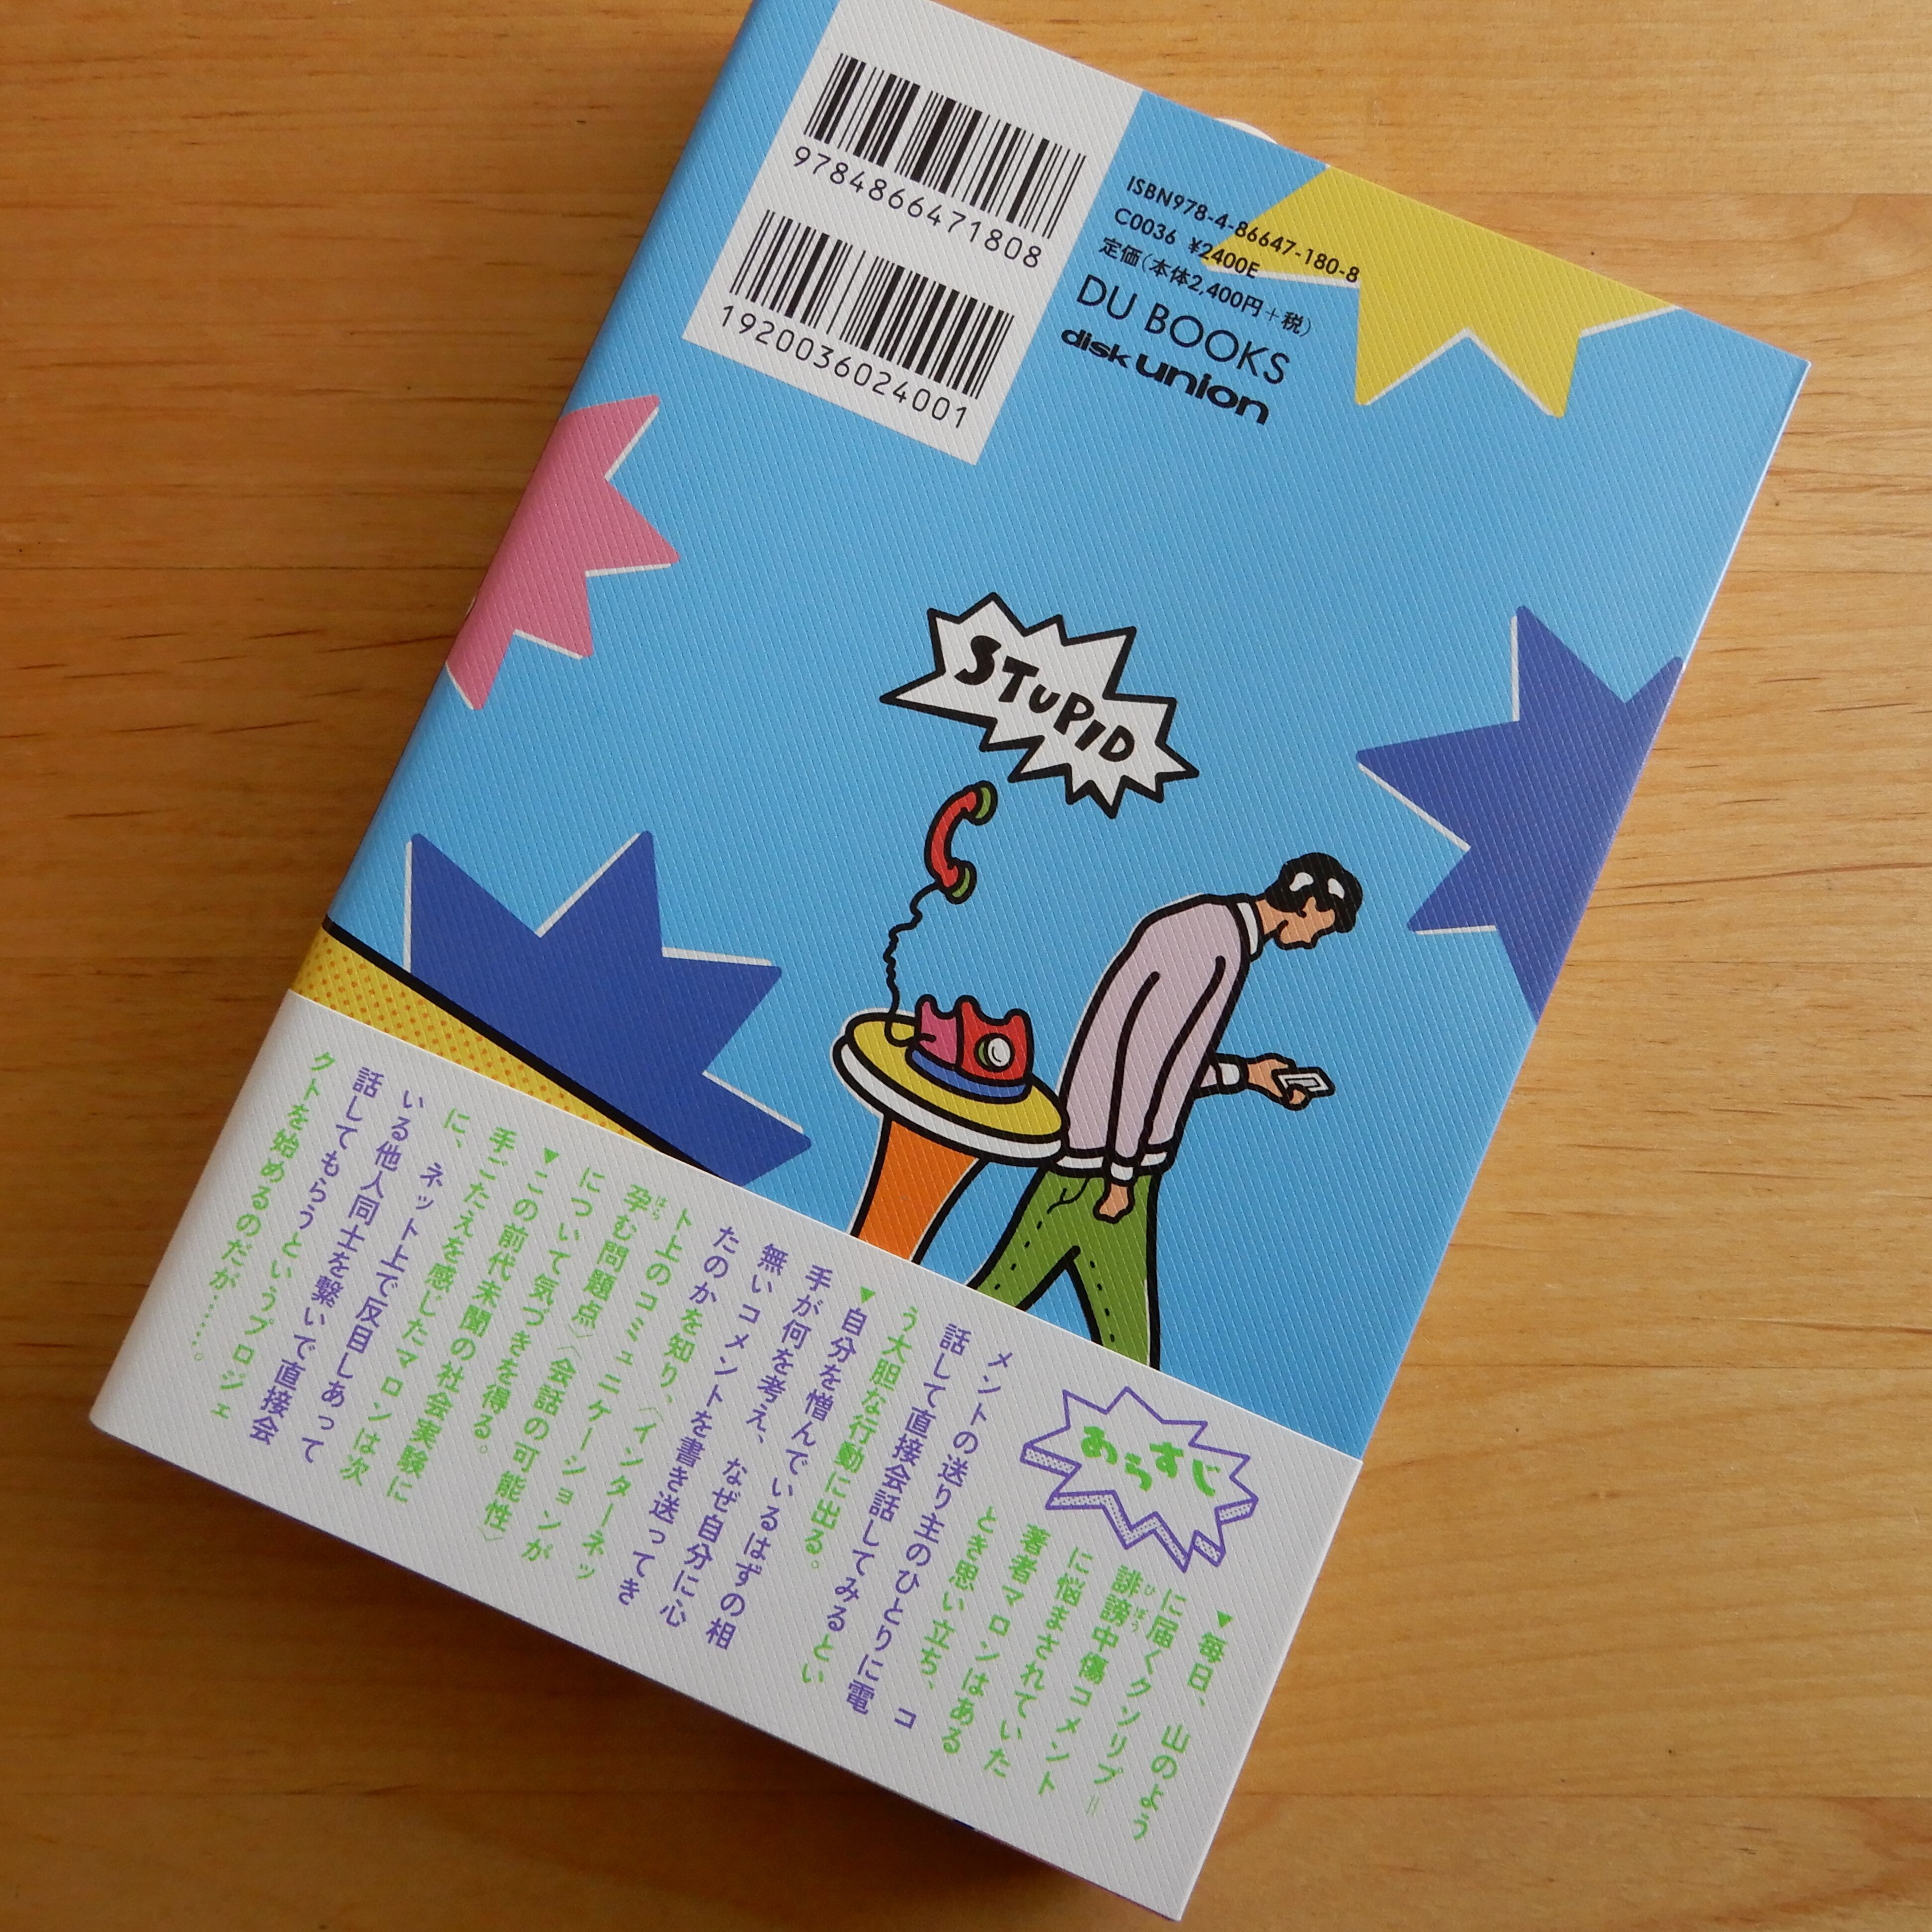 9784866471808
1920036024001
ISBN978-4-86647-180-8
C0036 ¥2400E
定価(本体2,400円+税)
DU BOOKS
disk union
STUPID
あらすじ
▼毎日、山のよう
に届くクソリプ=
誹謗中傷コメント
ひぼう
に悩まされていた
著者マロンはある
とき思い立ち、コ
メントの送り主のひとりに電
話して直接会話してみるとい
う大胆な行動に出る。
▼自分を憎んでいるはずの相
手が何を考え、なぜ自分に心
無いコメントを書き送ってき
たのかを知り、〈インターネッ
ト上のコミュニケーションが
孕む問題点〉〈会話の可能性〉
はら
について気づきを得る。
▼この前代未聞の社会実験に
手ごたえを感じたマロンは次
に、ネット上で反目しあって
いる他人同士を繋いで直接会
話してもらうというプロジェ
クトを始めるのだが……。